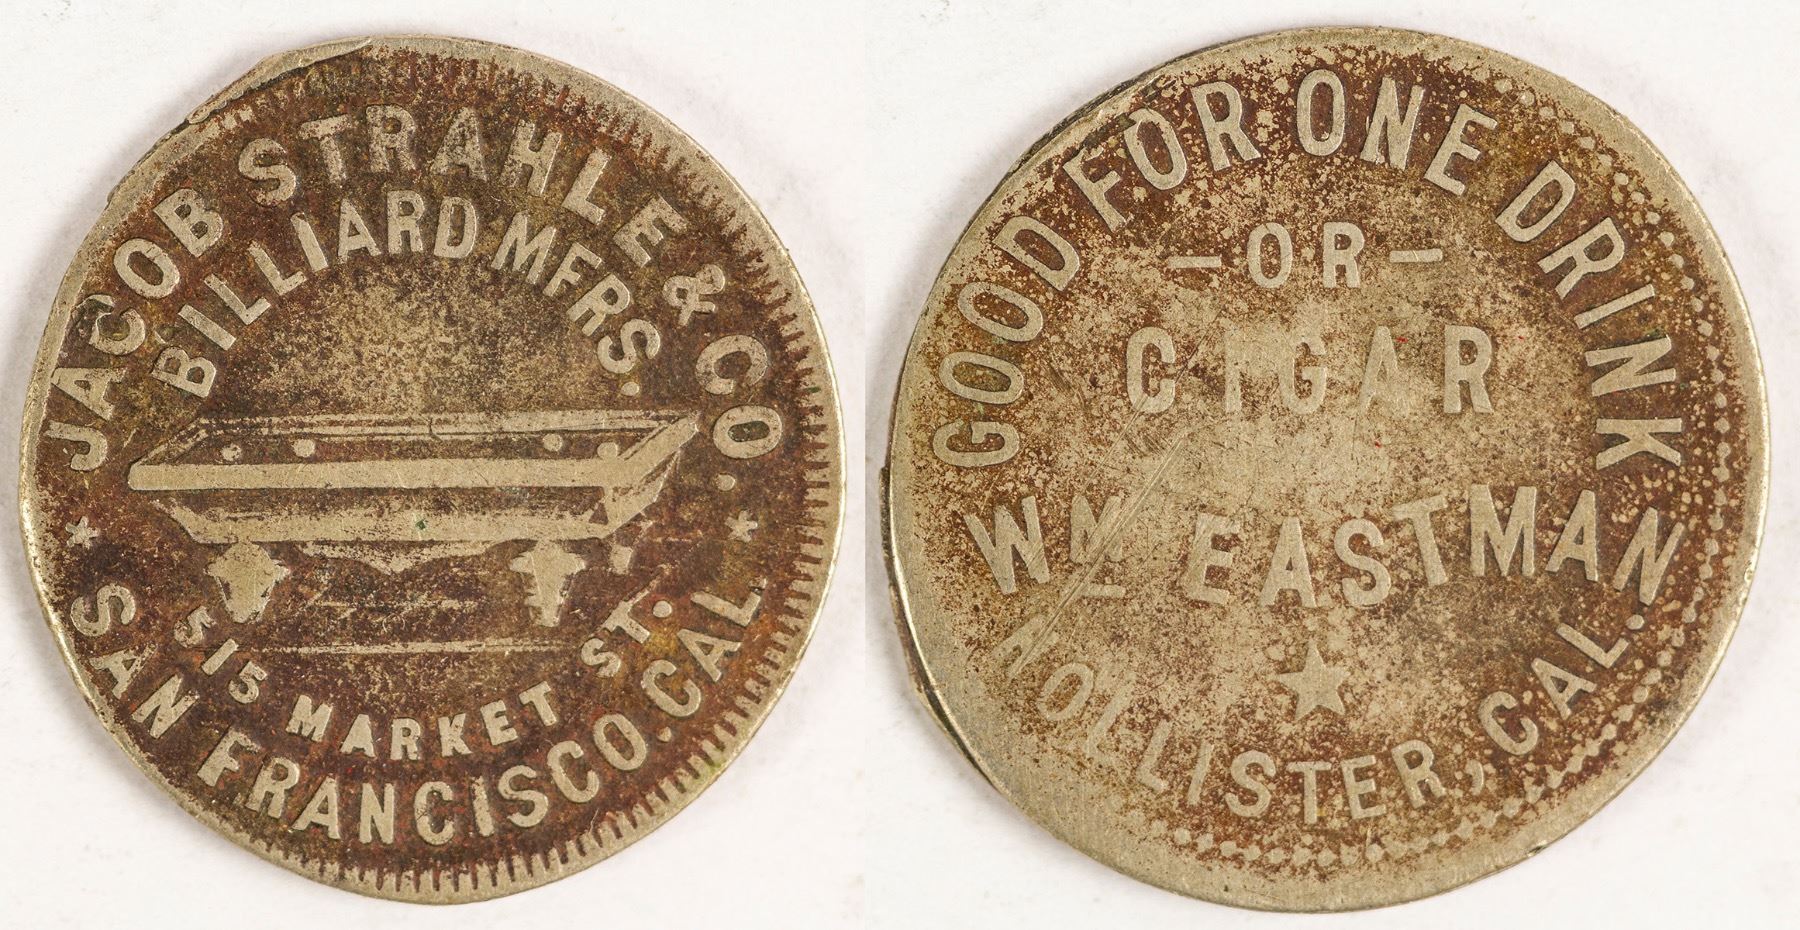 JACOB STRAHLE & CO.
BILLIARD MFRS.
515 MARKET ST.
SAN FRANCISCO. CAL.
GOOD FOR ONE DRINK
- OR -
CIGAR
WM EASTMAN
HOLLISTER, CAL.